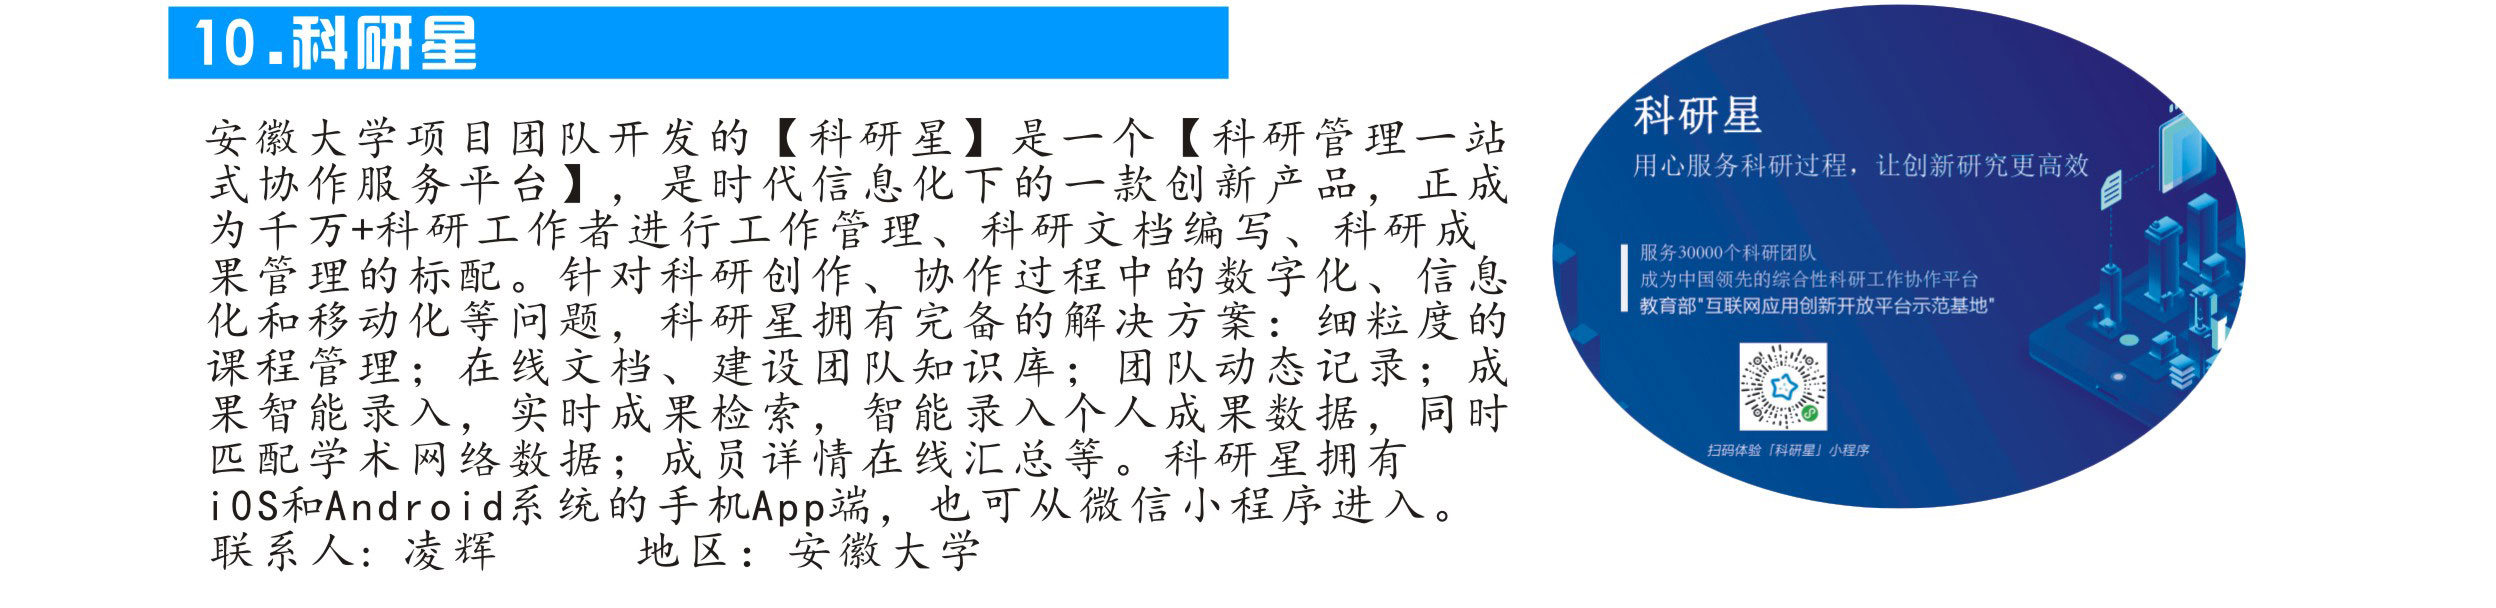 10.科研星
安徽大学项目团队开发的【科研星】是一个【科研管理一站
式协作服务平台】，是时代信息化下的一款创新产品，正成
为千万+科研工作者进行工作管理、科研文档编写、科研成
果管理的标配。针对科研创作、协作过程中的数字化、信息
化和移动化等问题，科研星拥有完备的解决方案：细粒度的
课程管理；在线文档、建设团队知识库；团队动态记录；成
果智能录入，实时成果检索，智能录入个人成果数据，同时
匹配学术网络数据；成员详情在线汇总等。科研星拥有
iOS和Android系统的手机App端，也可从微信小程序进入。
联系人：凌辉 地区：安徽大学
科研星
用心服务科研过程，让创新研究更高效
服务30000个科研团队
成为中国领先的综合性科研工作协作平台
教育部"互联网应用创新开放平台示范基地"
扫码体验「科研星」小程序